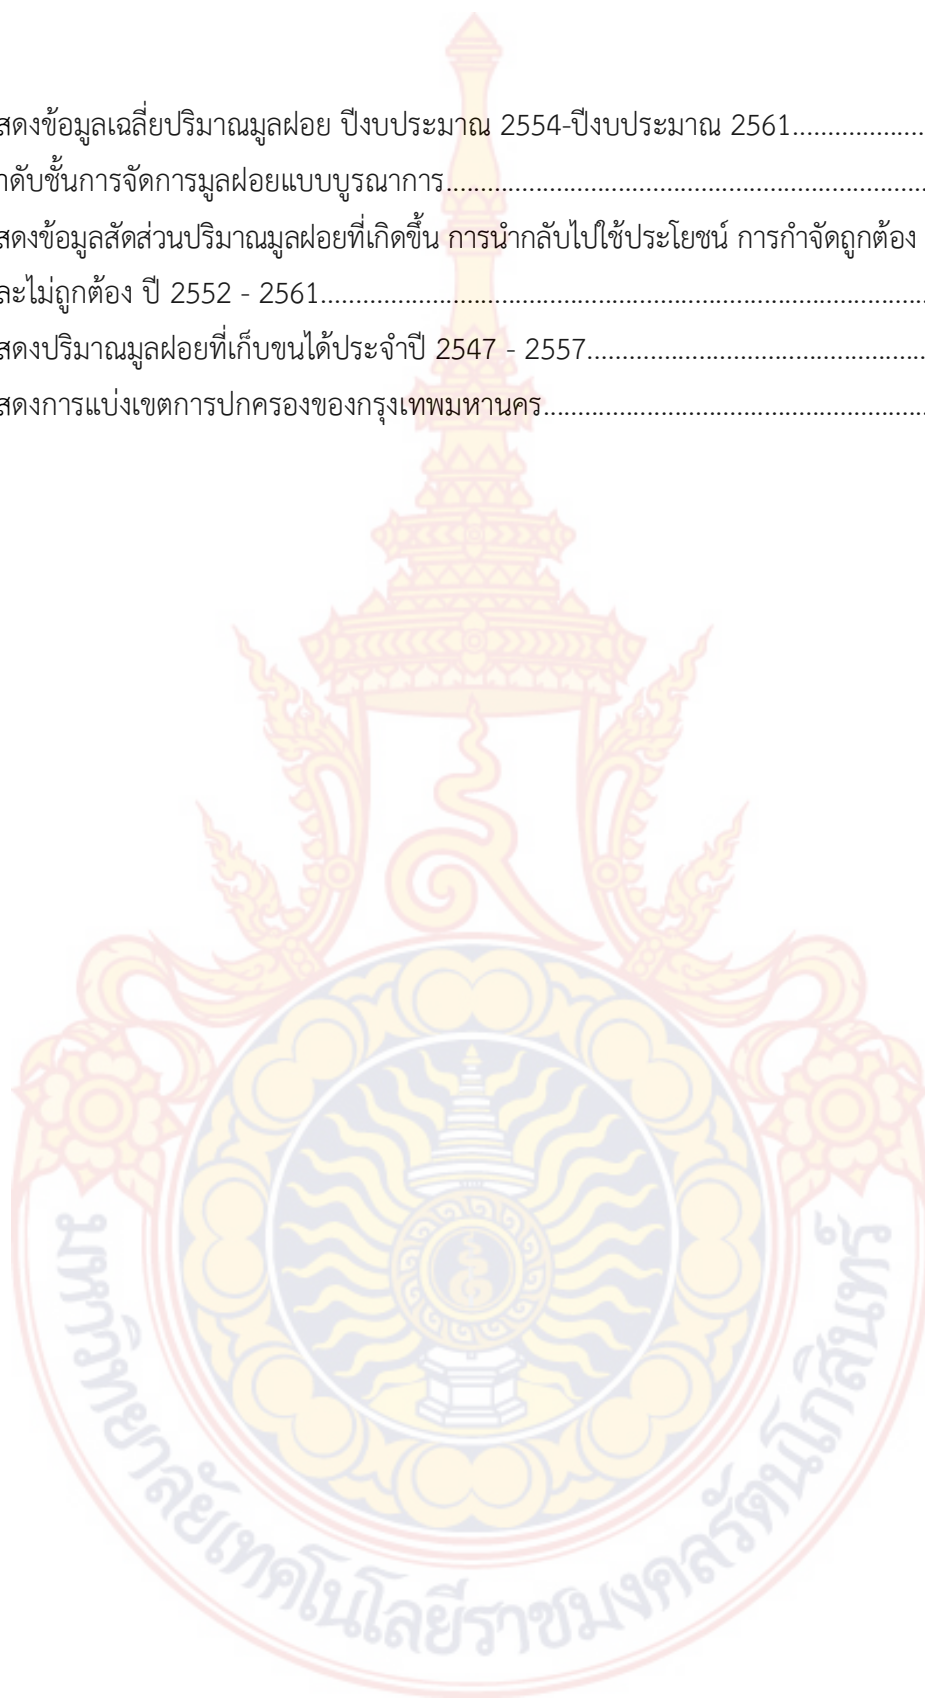 สดงข้อมูลเฉลี่ยปริมาณมูลฝอย ปีงบประมาณ 2554-ปีงบประมาณ 2561...................
าดับชั้นการจัดการมูลฝอยแบบบูรณาการ.....................................................................
สดงข้อมูลสัดส่วนปริมาณมูลฝอยที่เกิดขึ้น การนำกลับไปใช้ประโยชน์ การกำจัดถูกต้อง
ละไม่ถูกต้อง ปี 2552 - 2561.......................................................................................
สดงปริมาณมูลฝอยที่เก็บขนได้ประจำปี 2547 - 2557.................................................
สดงการแบ่งเขตการปกครองของกรุงเทพมหานคร.......................................................
มหาวิทยาลัยเทคโนโลยีราชมงคลรัตนโกสินทร์